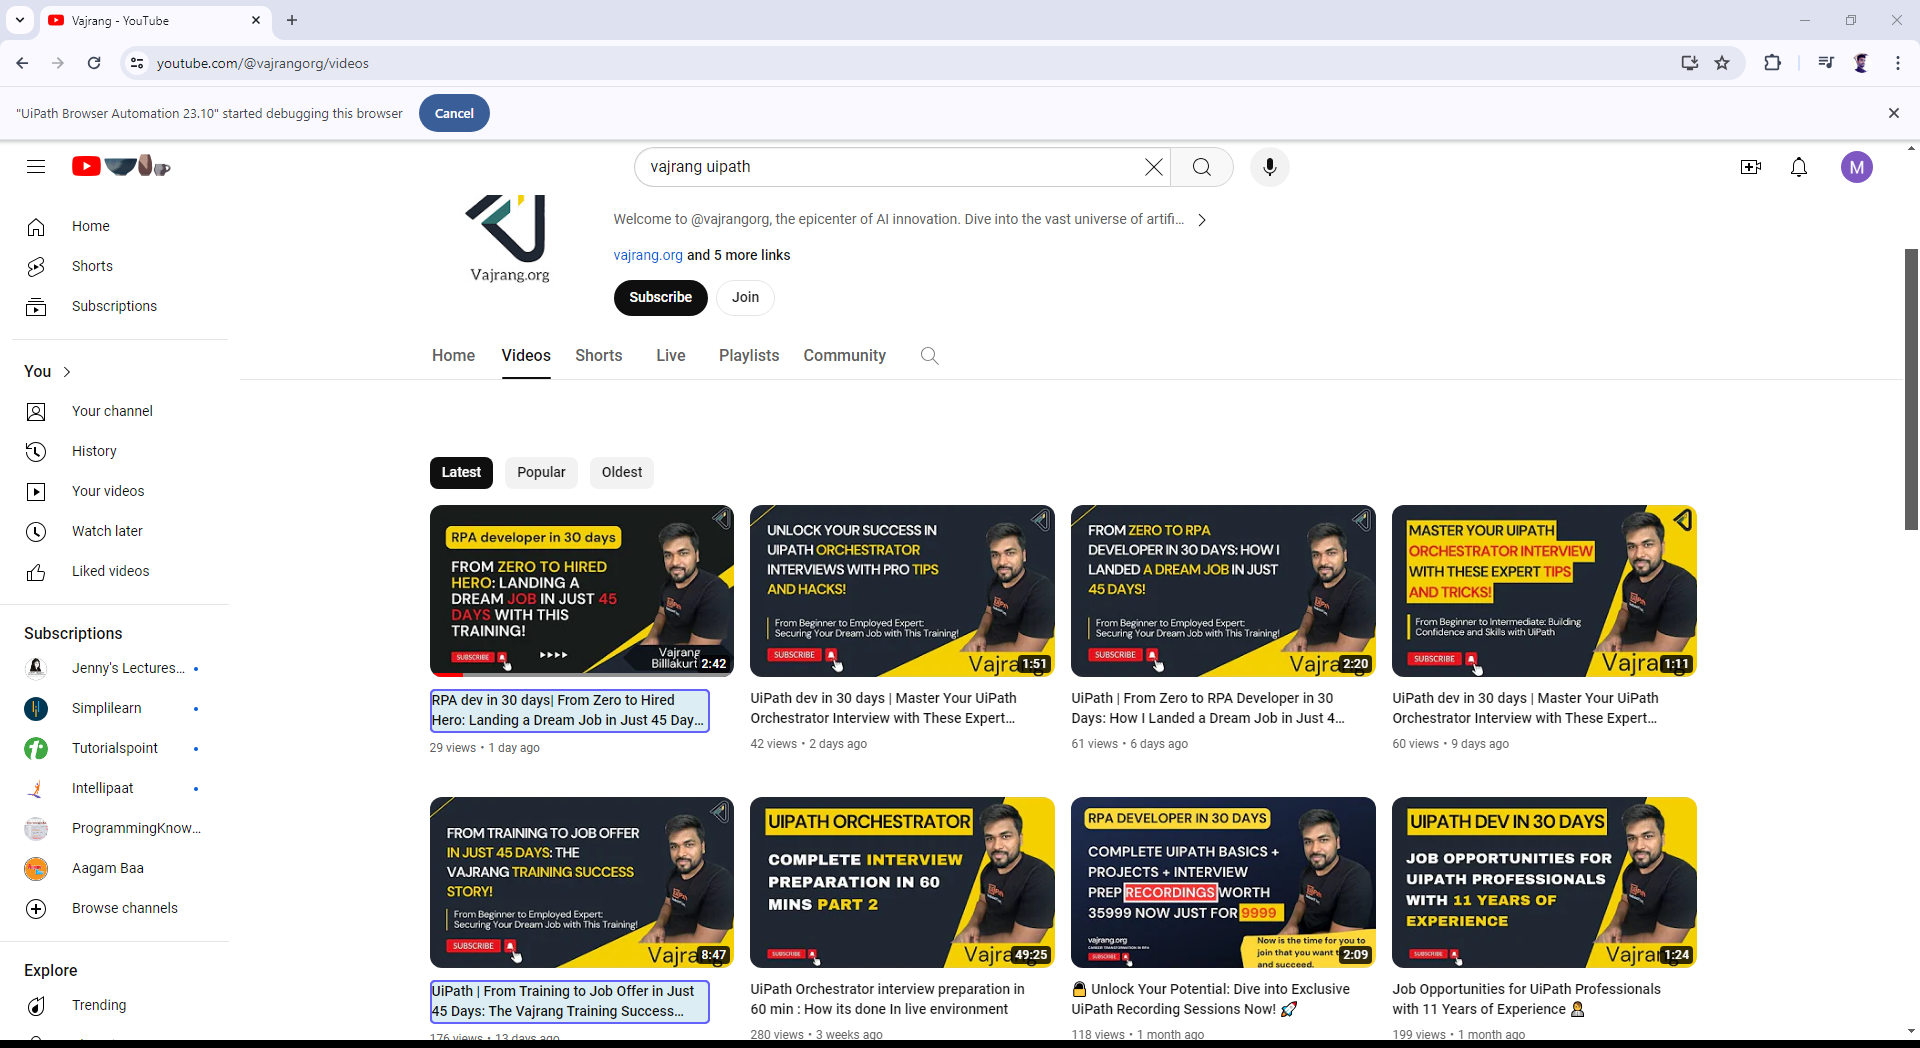 Vajrang - YouTube
youtube.com/@vajrangorg/videos
"UiPath Browser Automation 23.10" started debugging this browser
Cancel
vajrang uipath
M
Home
Shorts
Subscriptions
You
Your channel
History
Your videos
Watch later
Liked videos
Subscriptions
Jenny's Lectures...
Simplilearn
Tutorialspoint
Intellipaat
ProgrammingKnow...
Aagam Baa
Browse channels
Explore
Trending
Vajrang.org
Welcome to @vajrangorg, the epicenter of AI innovation. Dive into the vast universe of artifi...
vajrang.org and 5 more links
Subscribe
Join
Home
Videos
Shorts
Live
Playlists
Community
Latest
Popular
Oldest
RPA developer in 30 days
FROM ZERO TO HIRED
HERO: LANDING A
DREAM JOB IN JUST 45
DAYS WITH THIS
TRAINING!
SUBSCRIBE
Vajrang
Billlakurt
2:42
RPA dev in 30 days| From Zero to Hired
Hero: Landing a Dream Job in Just 45 Day...
29 views • 1 day ago
UNLOCK YOUR SUCCESS IN
UIPATH ORCHESTRATOR
INTERVIEWS WITH PRO TIPS
AND HACKS!
From Beginner to Employed Expert:
Securing Your Dream Job with This Training!
SUBSCRIBE
Vajra
1:51
UiPath dev in 30 days | Master Your UiPath
Orchestrator Interview with These Expert...
42 views • 2 days ago
FROM ZERO TO RPA
DEVELOPER IN 30 DAYS: HOW I
LANDED A DREAM JOB IN JUST
45 DAYS!
From Beginner to Employed Expert:
Securing Your Dream Job with This Training!
SUBSCRIBE
Vajra
2:20
UiPath | From Zero to RPA Developer in 30
Days: How I Landed a Dream Job in Just 4...
61 views • 6 days ago
MASTER YOUR UIPATH
ORCHESTRATOR INTERVIEW
WITH THESE EXPERT TIPS
AND TRICKS!
From Beginner to Intermediate: Building
Confidence and Skills with UiPath
SUBSCRIBE
Vajra
1:11
UiPath dev in 30 days | Master Your UiPath
Orchestrator Interview with These Expert...
60 views • 9 days ago
FROM TRAINING TO JOB OFFER
IN JUST 45 DAYS: THE
VAJRANG TRAINING SUCCESS
STORY!
From Beginner to Employed Expert:
Securing Your Dream Job with This Training!
SUBSCRIBE
Vajra
8:47
UiPath | From Training to Job Offer in Just
45 Days: The Vajrang Training Success...
176 views • 13 days ago
UIPATH ORCHESTRATOR
COMPLETE INTERVIEW
PREPARATION IN 60
MINS PART 2
SUBSCRIBE
Vajra
49:25
UiPath Orchestrator interview preparation in
60 min : How its done In live environment
280 views • 3 weeks ago
RPA DEVELOPER IN 30 DAYS
COMPLETE UIPATH BASICS +
PROJECTS + INTERVIEW
PREP RECORDINGS WORTH
35999 NOW JUST FOR 9999
vajrang.org
SUBSCRIBE
Now is the time for you to
join that you want
and succeed.
2:09
🔒 Unlock Your Potential: Dive into Exclusive
UiPath Recording Sessions Now! 🚀
118 views • 1 month ago
UIPATH DEV IN 30 DAYS
JOB OPPORTUNITIES FOR
UIPATH PROFESSIONALS
WITH 11 YEARS OF
EXPERIENCE
SUBSCRIBE
Vajran
1:24
Job Opportunities for UiPath Professionals
with 11 Years of Experience 👩‍💼
199 views • 1 month ago